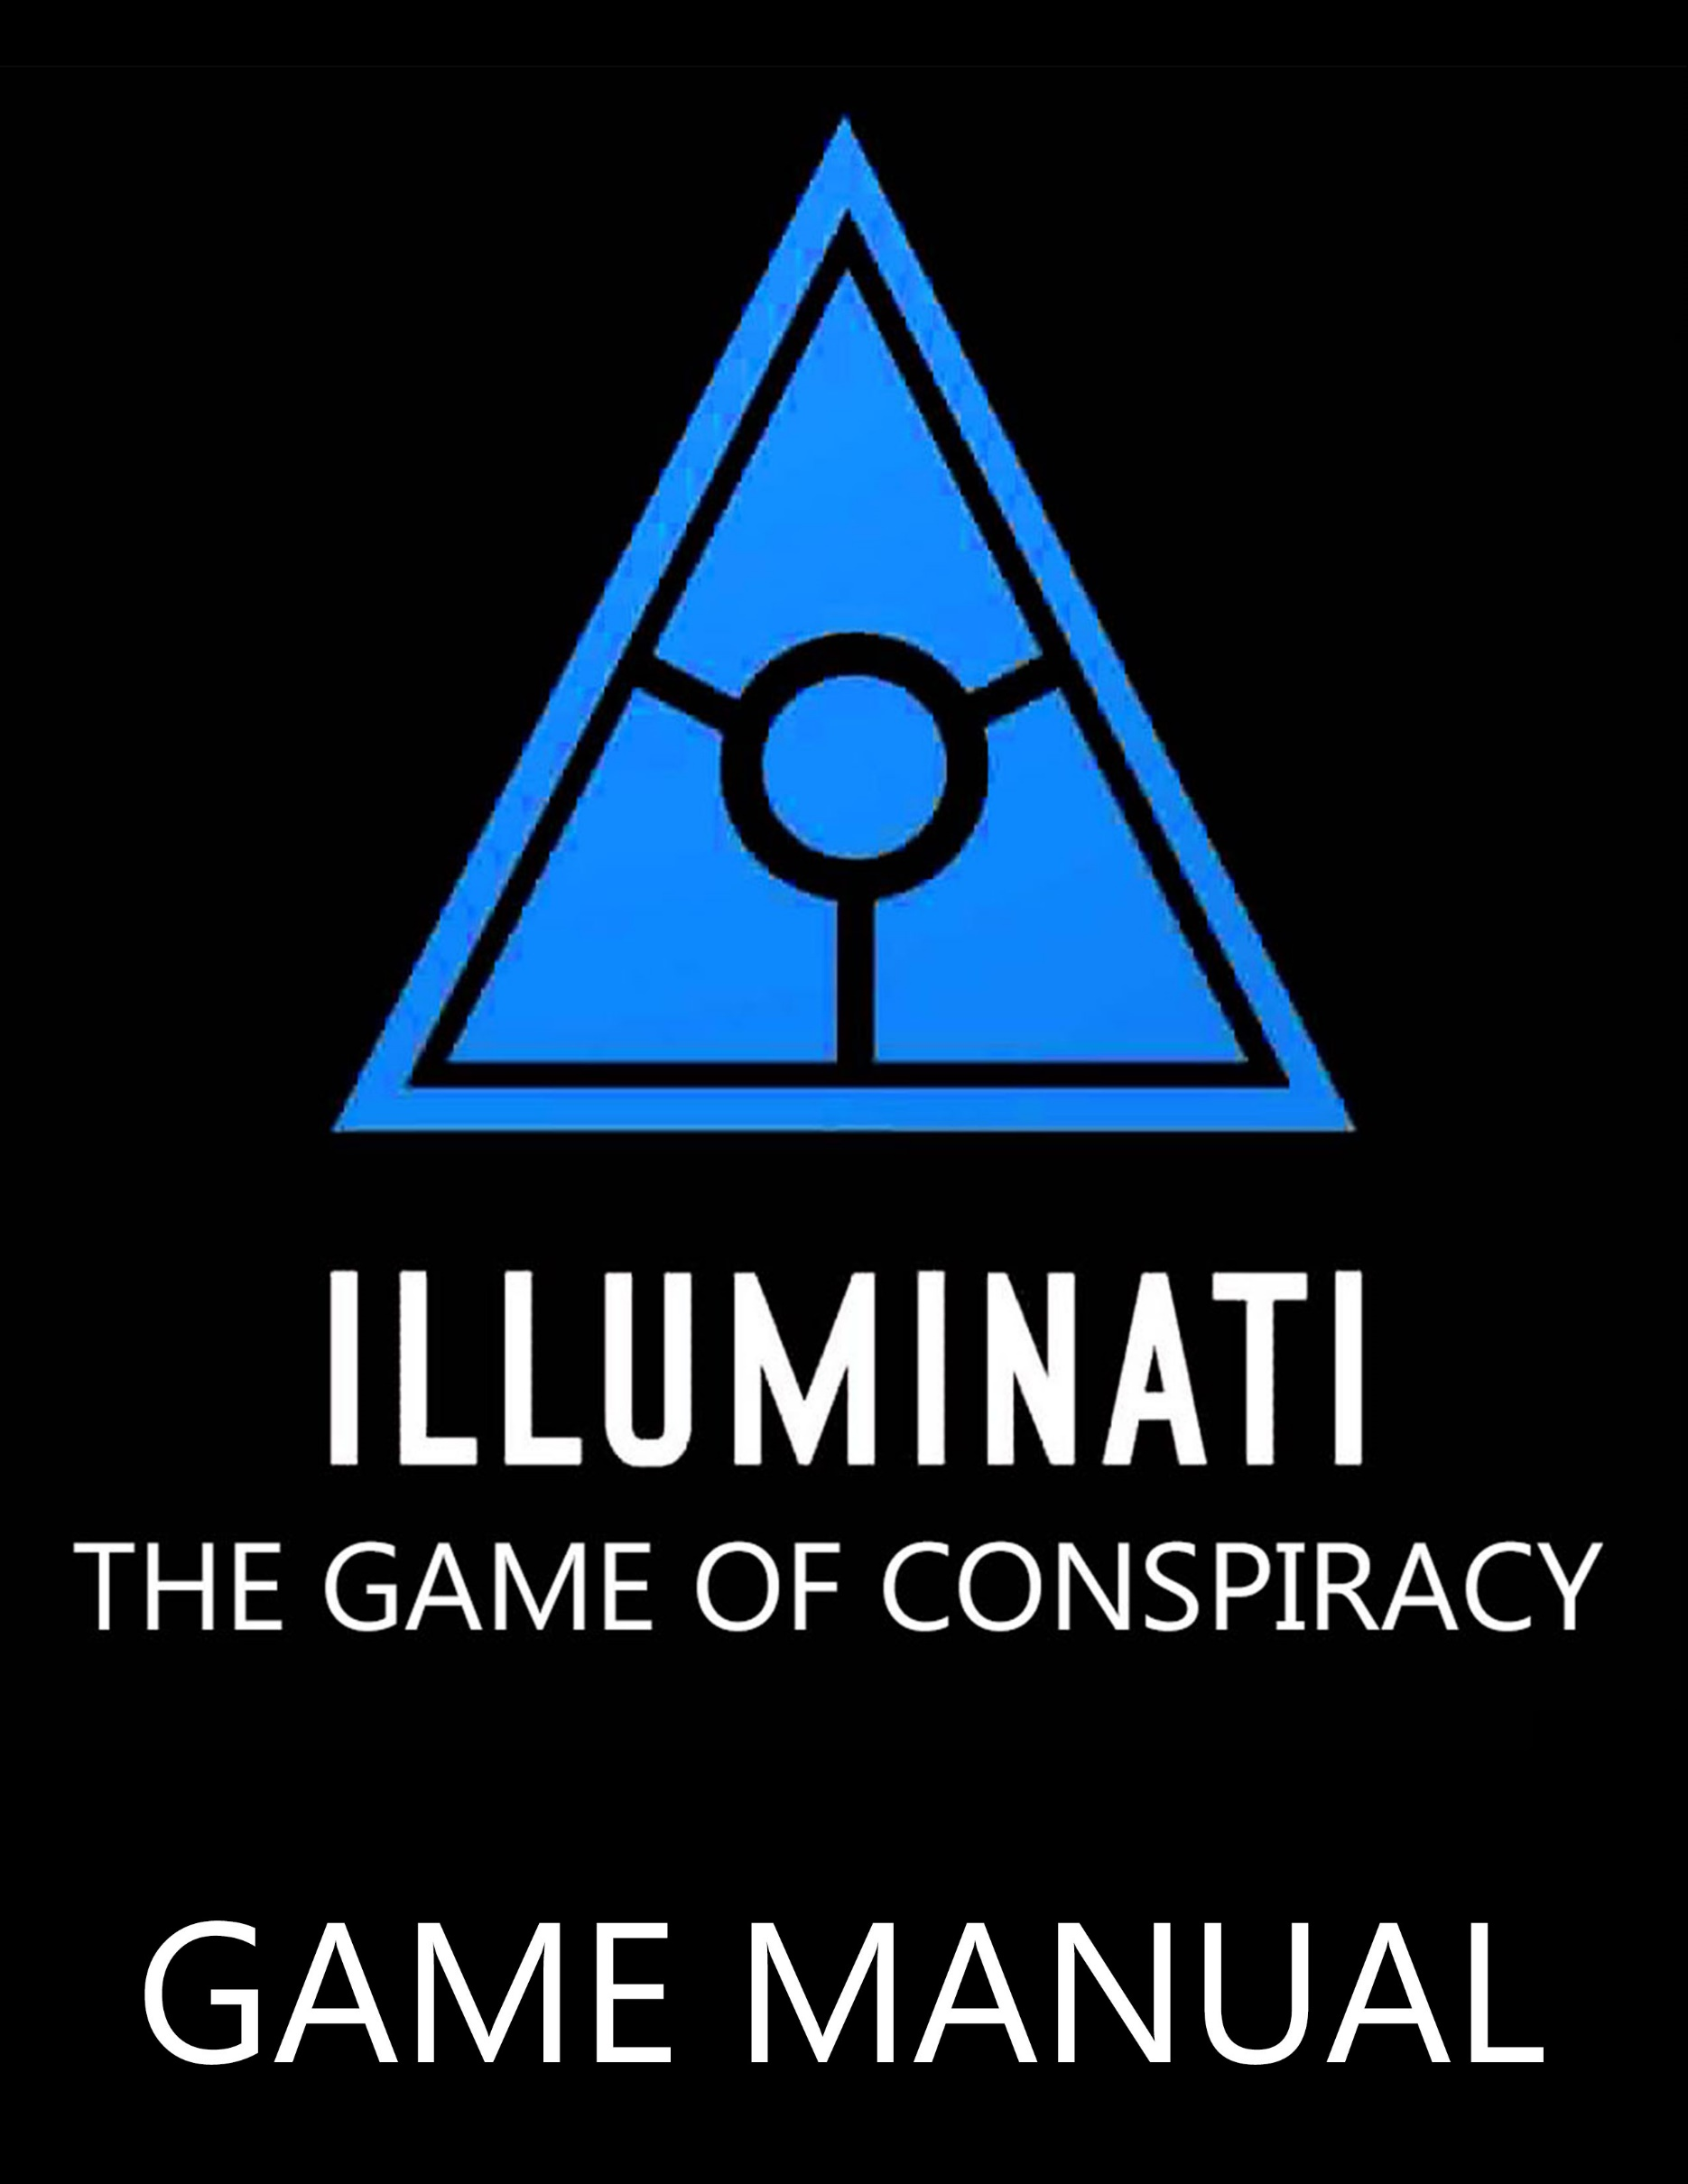 ILLUMINATI
THE GAME OF CONSPIRACY
GAME MANUAL